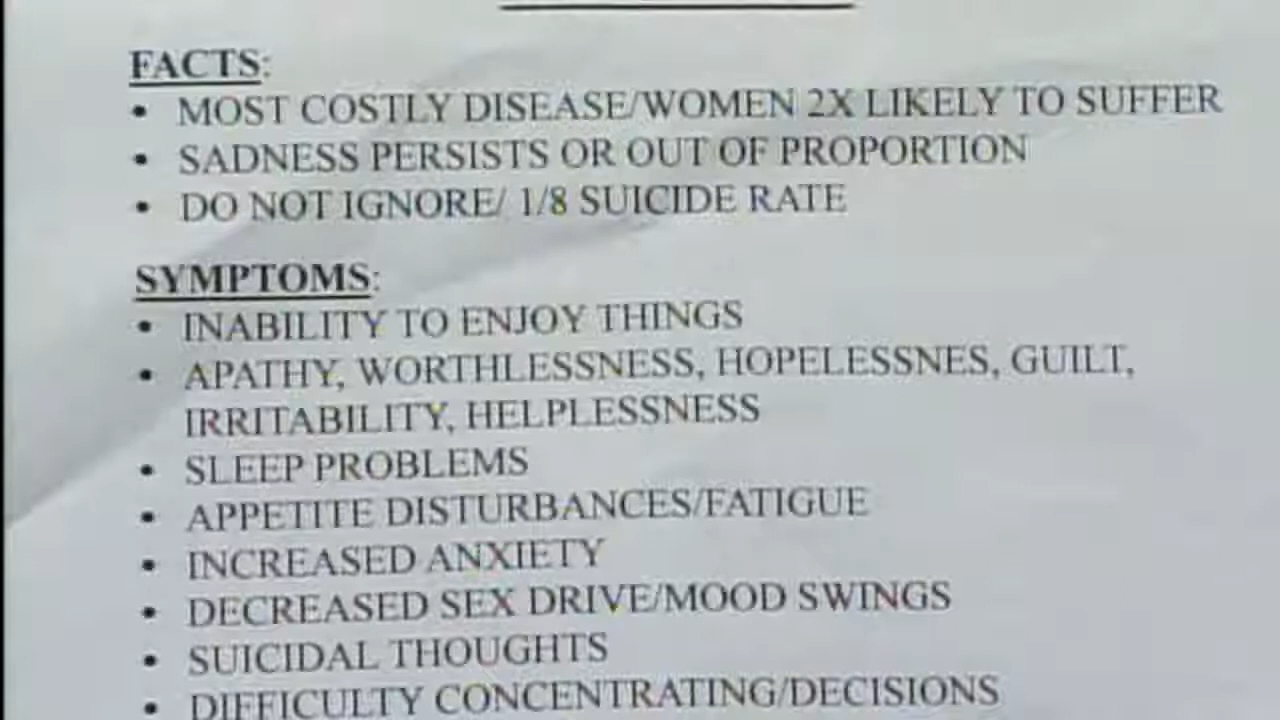 FACTS:
• MOST COSTLY DISEASE/WOMEN 2X LIKELY TO SUFFER
• SADNESS PERSISTS OR OUT OF PROPORTION
• DO NOT IGNORE/ 1/8 SUICIDE RATE
SYMPTOMS:
• INABILITY TO ENJOY THINGS
• APATHY, WORTHLESSNESS, HOPELESSNES, GUILT,
IRRITABILITY, HELPLESSNESS
• SLEEP PROBLEMS
• APPETITE DISTURBANCES/FATIGUE
• INCREASED ANXIETY
• DECREASED SEX DRIVE/MOOD SWINGS
• SUICIDAL THOUGHTS
• DIFFICULTY CONCENTRATING/DECISIONS